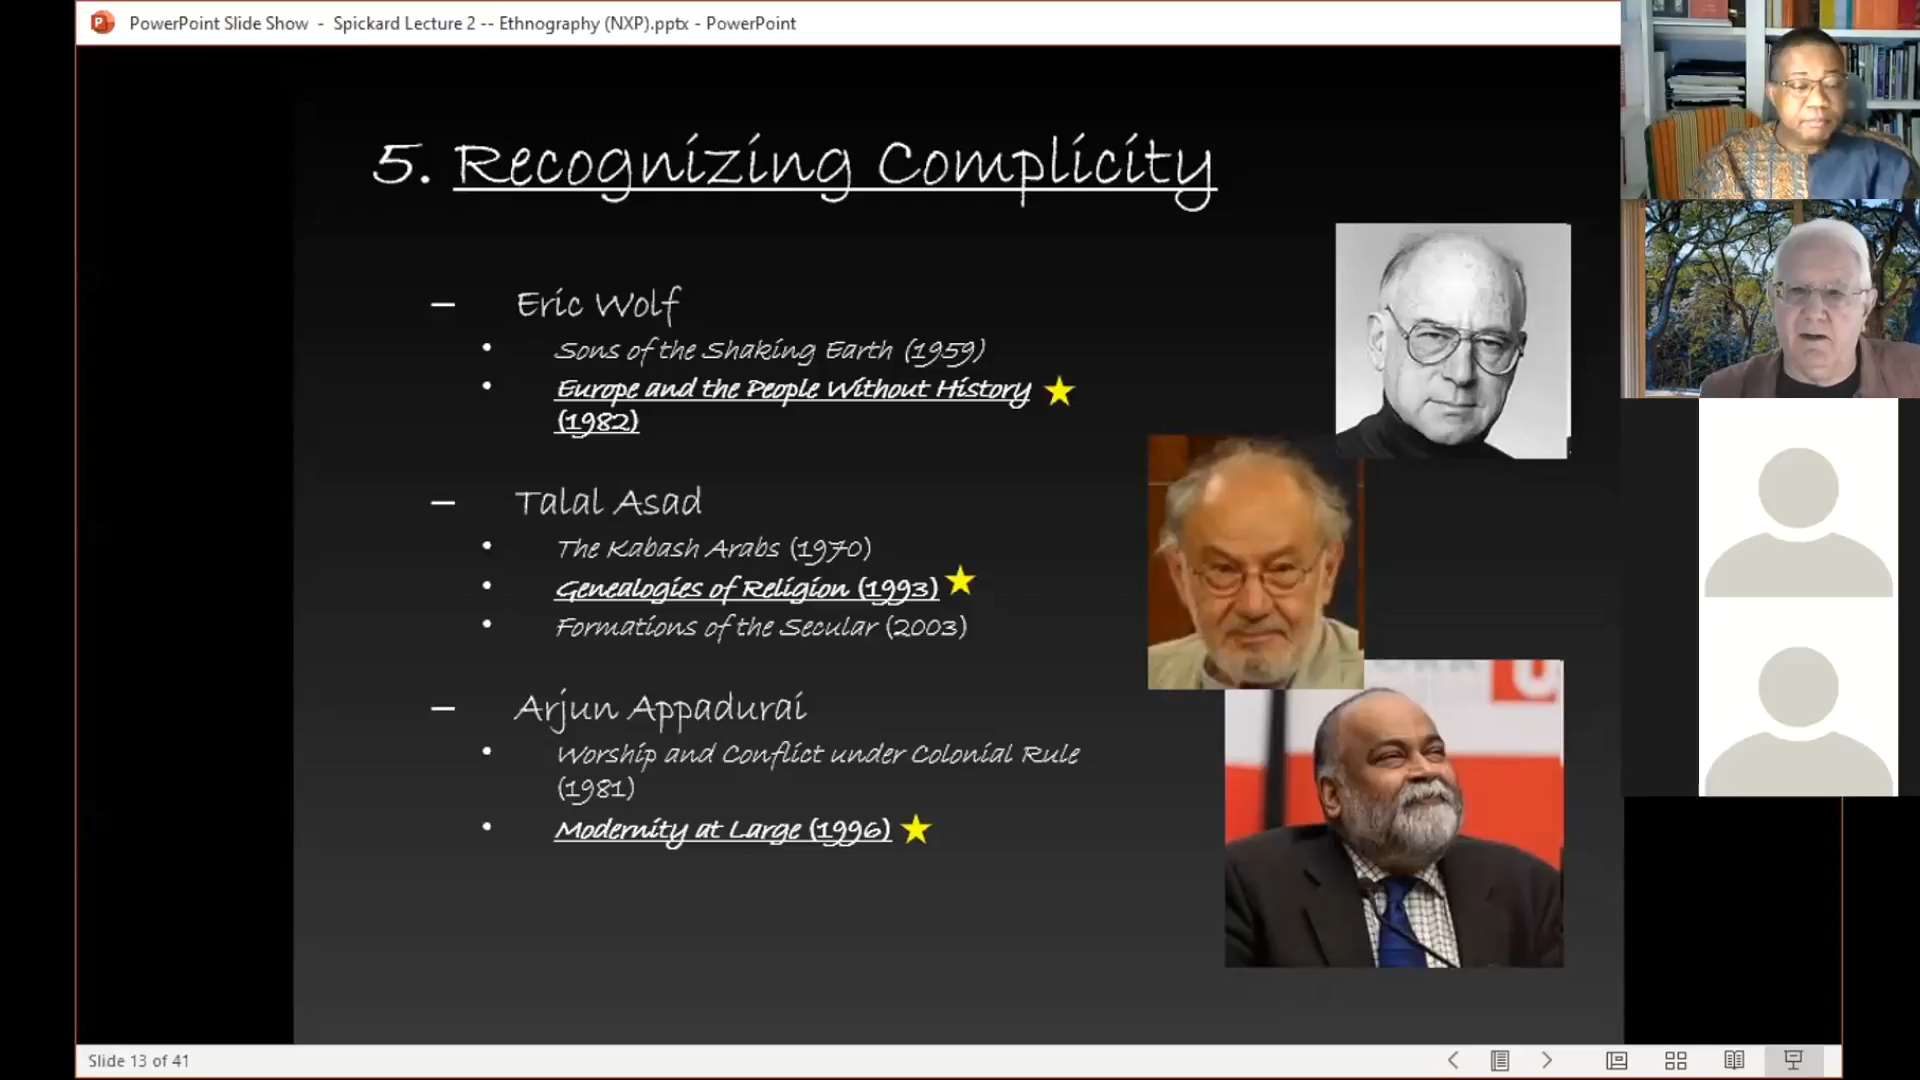 PowerPoint Slide Show - Spickard Lecture 2 -- Ethnography (NXP).pptx - PowerPoint
5. Recognizing Complicity
– Eric Wolf
• Sons of the Shaking Earth (1959)
• Europe and the People Without History
(1982)
– Talal Asad
• The Kabash Arabs (1970)
• Genealogies of Religion (1993)
• Formations of the Secular (2003)
– Arjun Appadurai
• Worship and Conflict under Colonial Rule
(1981)
• Modernity at Large (1996)
Slide 13 of 41